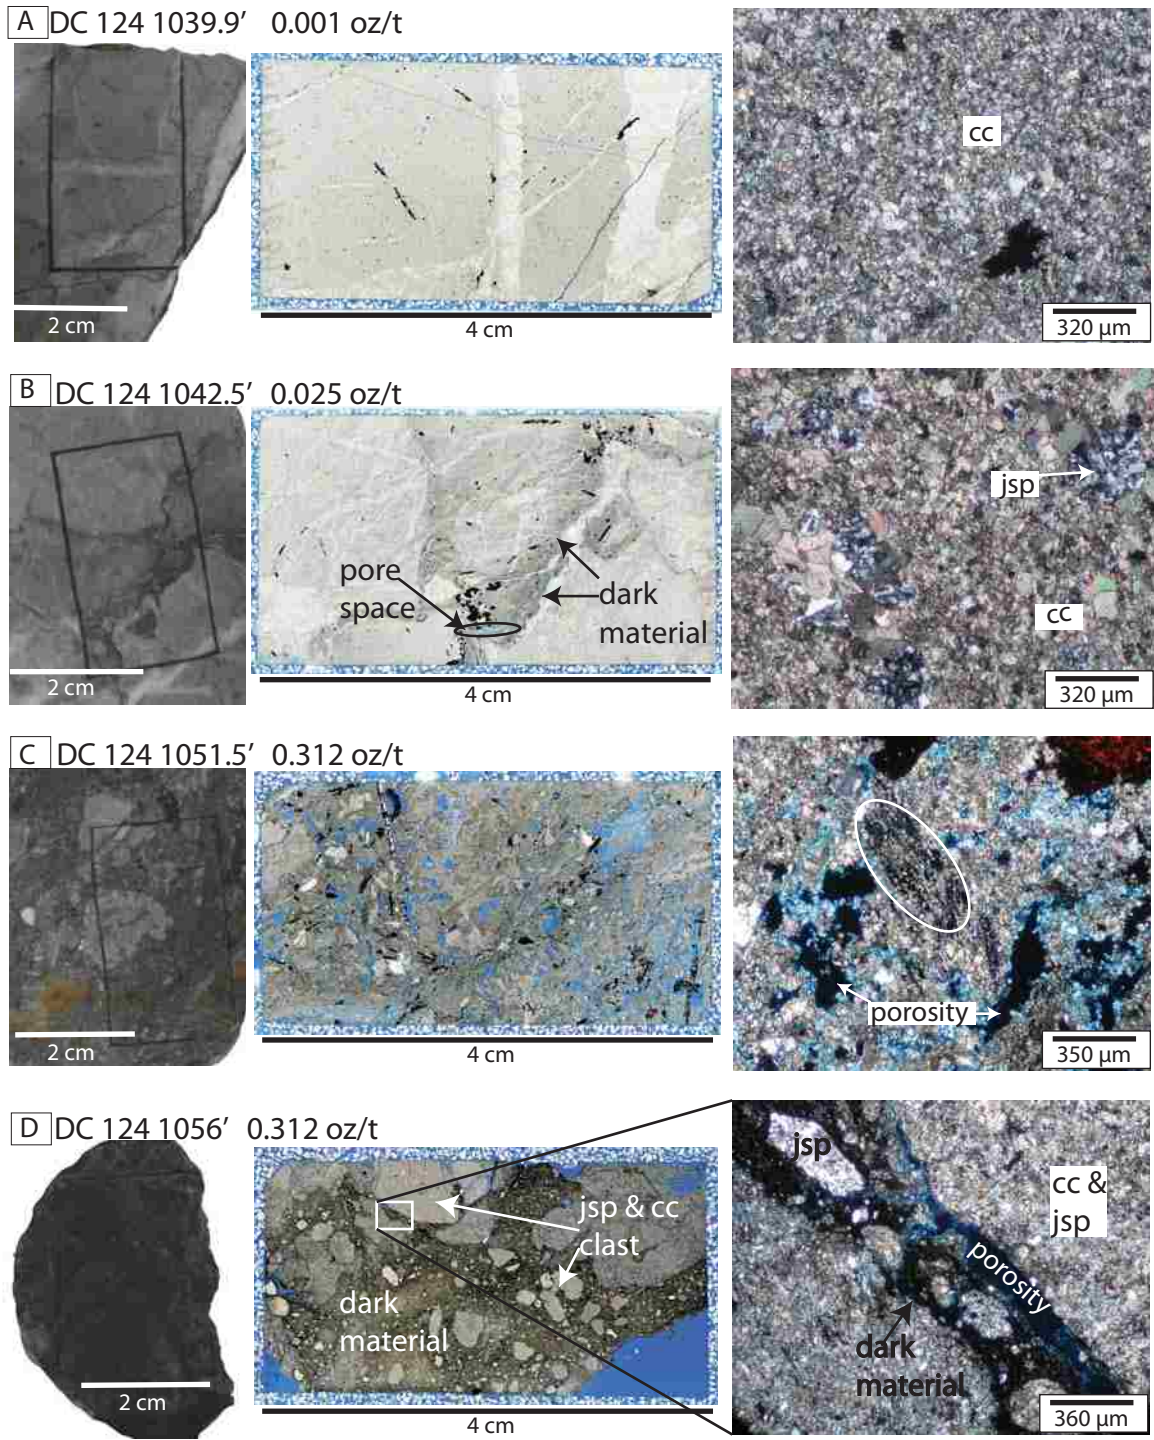 A DC 124 1039.9’ 0.001 oz/t
2 cm
4 cm
cc
320 µm
B DC 124 1042.5’ 0.025 oz/t
2 cm
pore
space
dark
material
4 cm
jsp
cc
320 µm
C DC 124 1051.5’ 0.312 oz/t
2 cm
4 cm
porosity
350 µm
D DC 124 1056’ 0.312 oz/t
2 cm
jsp & cc
clast
dark
material
4 cm
jsp
cc &
jsp
porosity
dark
material
360 µm